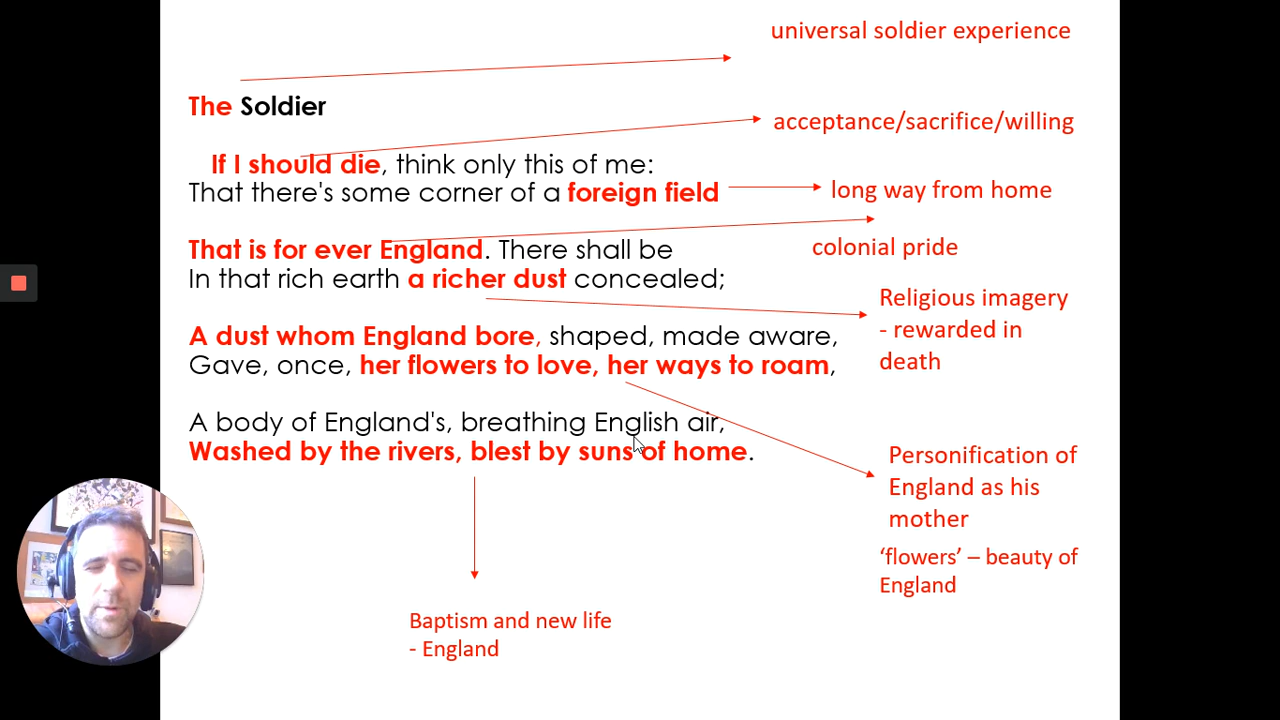 universal soldier experience
The Soldier
acceptance/sacrifice/willing
If I should die, think only this of me:
That there's some corner of a foreign field
long way from home
That is for ever England. There shall be
colonial pride
In that rich earth a richer dust concealed;
Religious imagery
- rewarded in
death
A dust whom England bore, shaped, made aware,
Gave, once, her flowers to love, her ways to roam,
A body of England's, breathing English air,
Washed by the rivers, blest by suns of home.
Personification of
England as his
mother
‘flowers’ – beauty of
England
Baptism and new life
- England